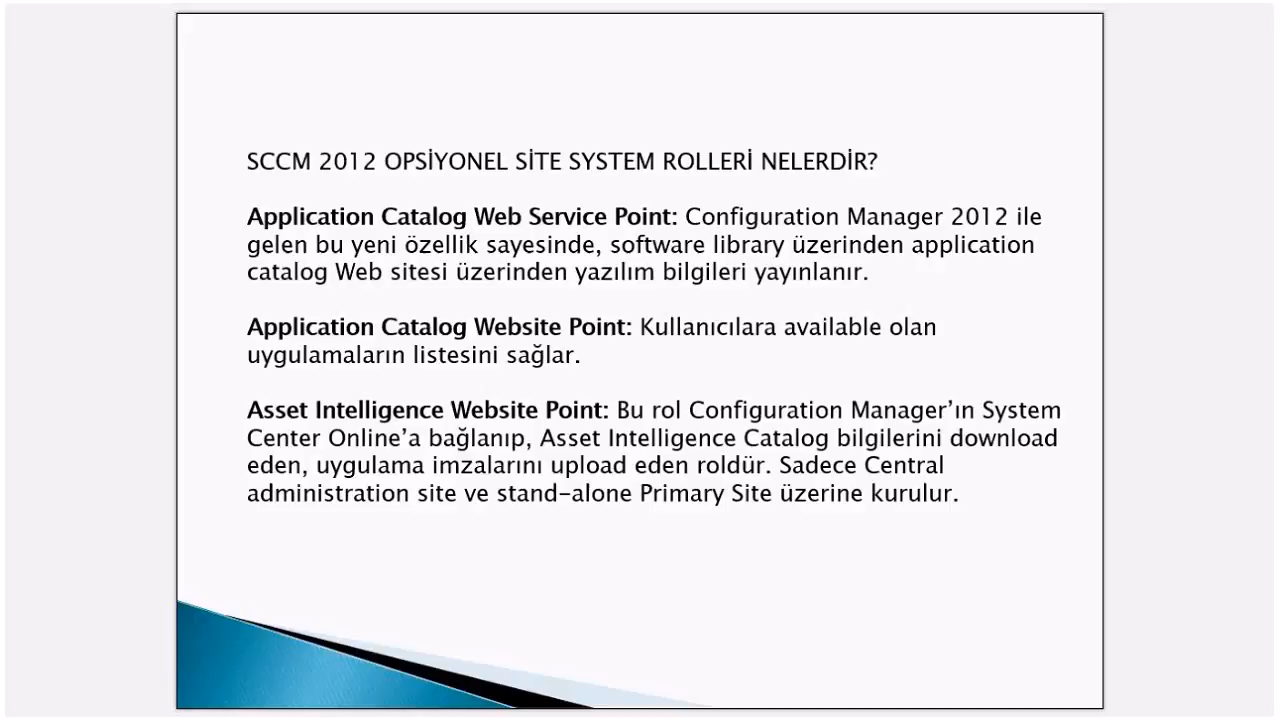 SCCM 2012 OPSİYONEL SİTE SYSTEM ROLLERİ NELERDİR?
Application Catalog Web Service Point: Configuration Manager 2012 ile
gelen bu yeni özellik sayesinde, software library üzerinden application
catalog Web sitesi üzerinden yazılım bilgileri yayınlanır.
Application Catalog Website Point: Kullanıcılara available olan
uygulamaların listesini sağlar.
Asset Intelligence Website Point: Bu rol Configuration Manager’ın System
Center Online’a bağlanıp, Asset Intelligence Catalog bilgilerini download
eden, uygulama imzalarını upload eden roldür. Sadece Central
administration site ve stand-alone Primary Site üzerine kurulur.